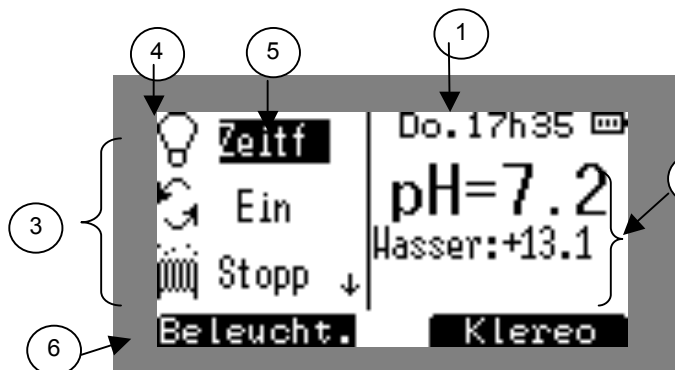 1
4
5
3
6
Zeitf
Ein
Stopp ↓
Beleucht.
Do.17h35
pH=7.2
Wasser:+13.1
Klereo